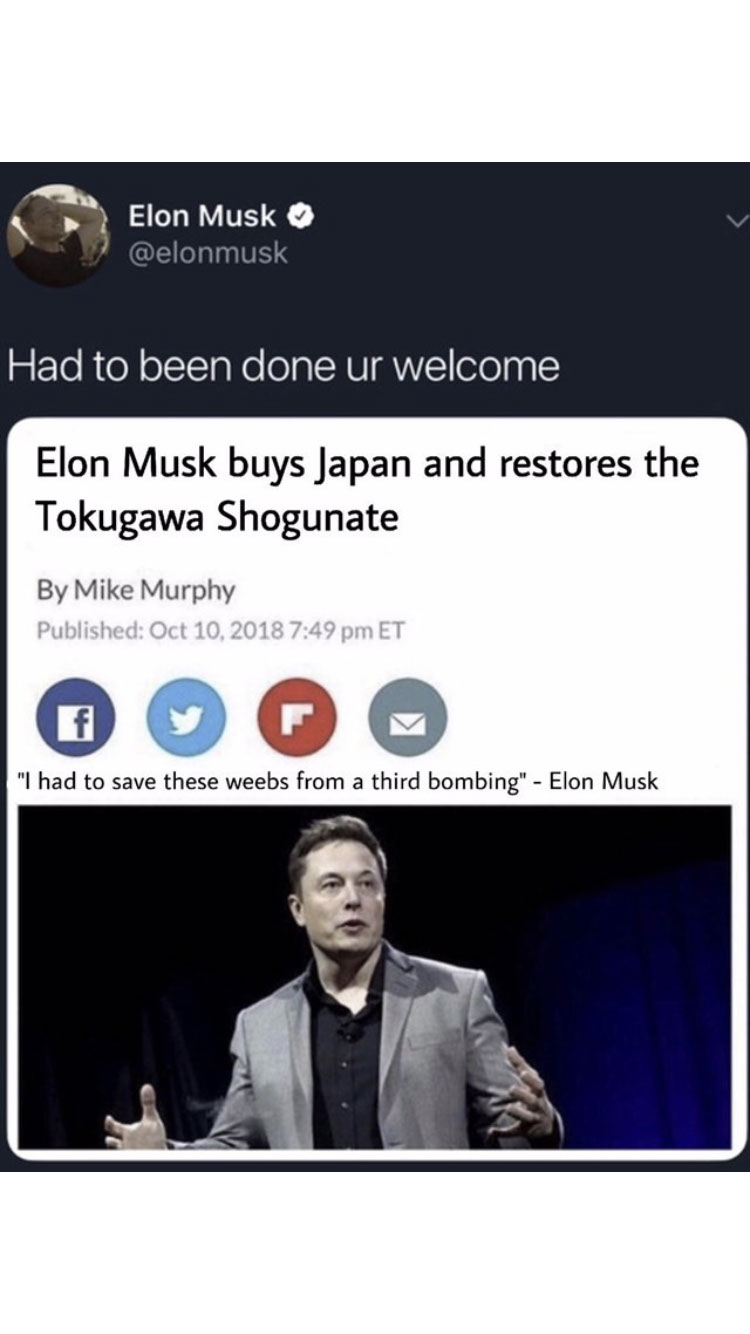 Elon Musk
@elonmusk
Had to been done ur welcome
Elon Musk buys Japan and restores the
Tokugawa Shogunate
By Mike Murphy
Published: Oct 10, 2018 7:49 pm ET
"I had to save these weebs from a third bombing" - Elon Musk